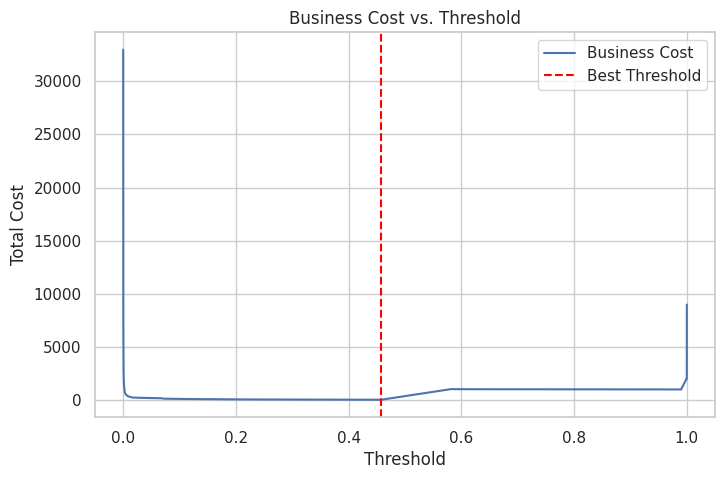 Business Cost vs. Threshold
Business Cost
Best Threshold
Total Cost
30000
25000
20000
15000
10000
5000
0
0.0 0.2 0.4 0.6 0.8 1.0
Threshold